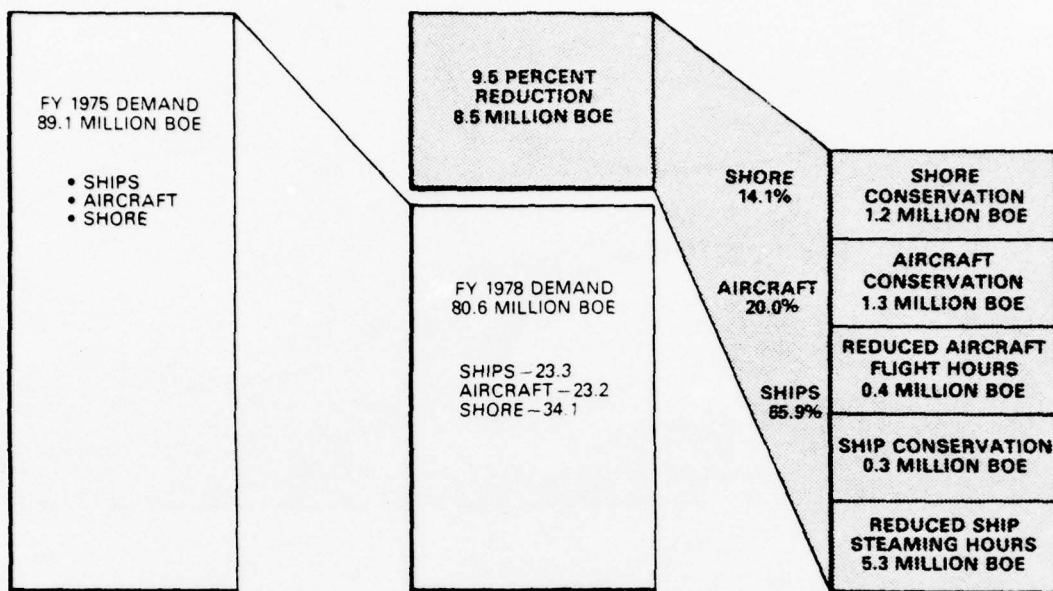 FY 1975 DEMAND
89.1 MILLION BOE
• SHIPS
• AIRCRAFT
• SHORE
9.5 PERCENT
REDUCTION
8.5 MILLION BOE
FY 1978 DEMAND
80.6 MILLION BOE
SHIPS – 23.3
AIRCRAFT – 23.2
SHORE – 34.1
SHORE
14.1%
AIRCRAFT
20.0%
SHIPS
65.9%
SHORE
CONSERVATION
1.2 MILLION BOE
AIRCRAFT
CONSERVATION
1.3 MILLION BOE
REDUCED AIRCRAFT
FLIGHT HOURS
0.4 MILLION BOE
SHIP CONSERVATION
0.3 MILLION BOE
REDUCED SHIP
STEAMING HOURS
5.3 MILLION BOE